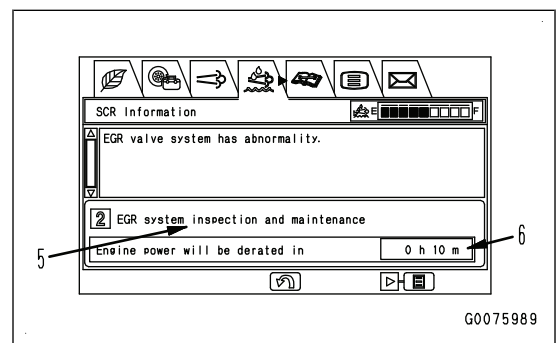 SCR Information
E F
EGR valve system has abnormality.
2 EGR system inspection and maintenance
5
Engine power will be derated in 0 h 10 m
6
G0075989